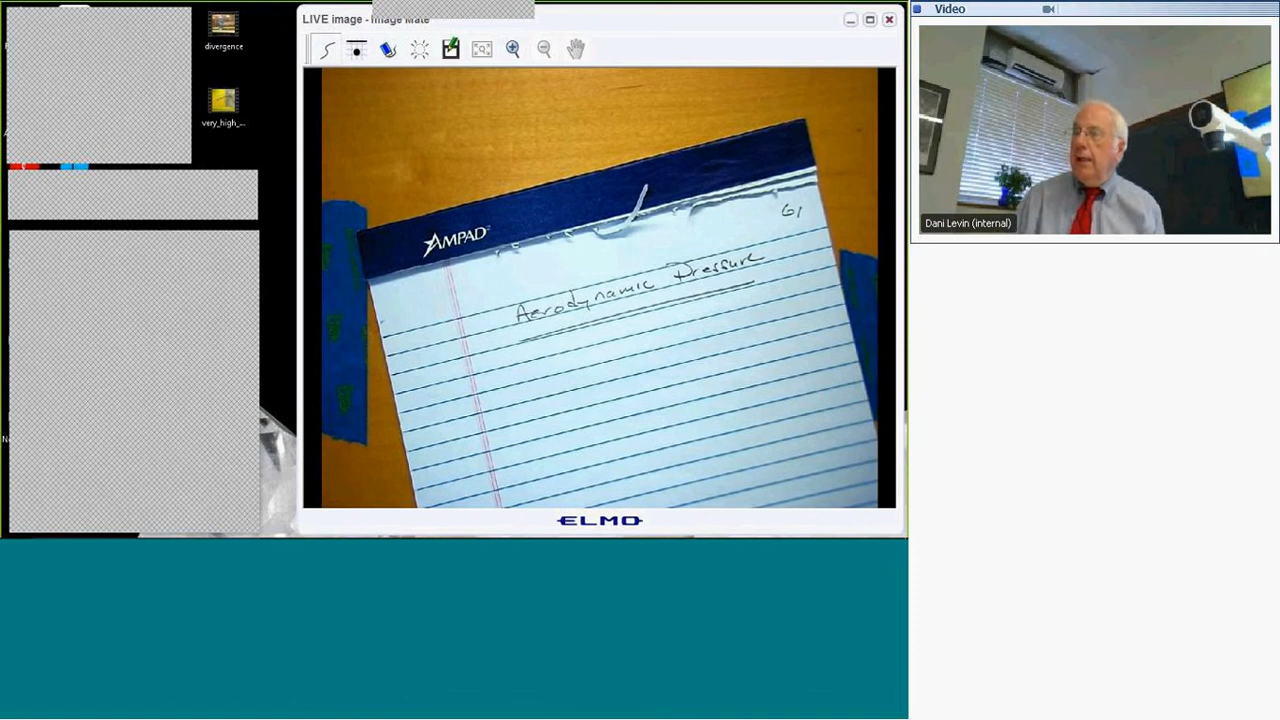 LIVE image - Image Mate
divergence
very_high_...
AMPAD
61
Aerodynamic Pressure
ELMO
Video
Dani Levin (internal)